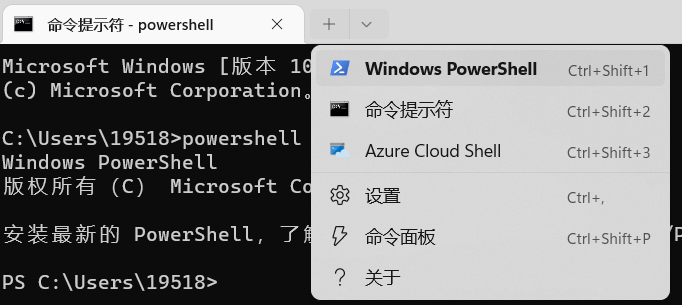 命令提示符 - powershell
Microsoft Windows [版本 10
(c) Microsoft Corporation。
C:\Users\19518>powershell
Windows PowerShell
版权所有 (C) Microsoft Co
安装最新的 PowerShell，了解
PS C:\Users\19518>
Windows PowerShell Ctrl+Shift+1
命令提示符 Ctrl+Shift+2
Azure Cloud Shell Ctrl+Shift+3
设置 Ctrl+,
命令面板 Ctrl+Shift+P
关于